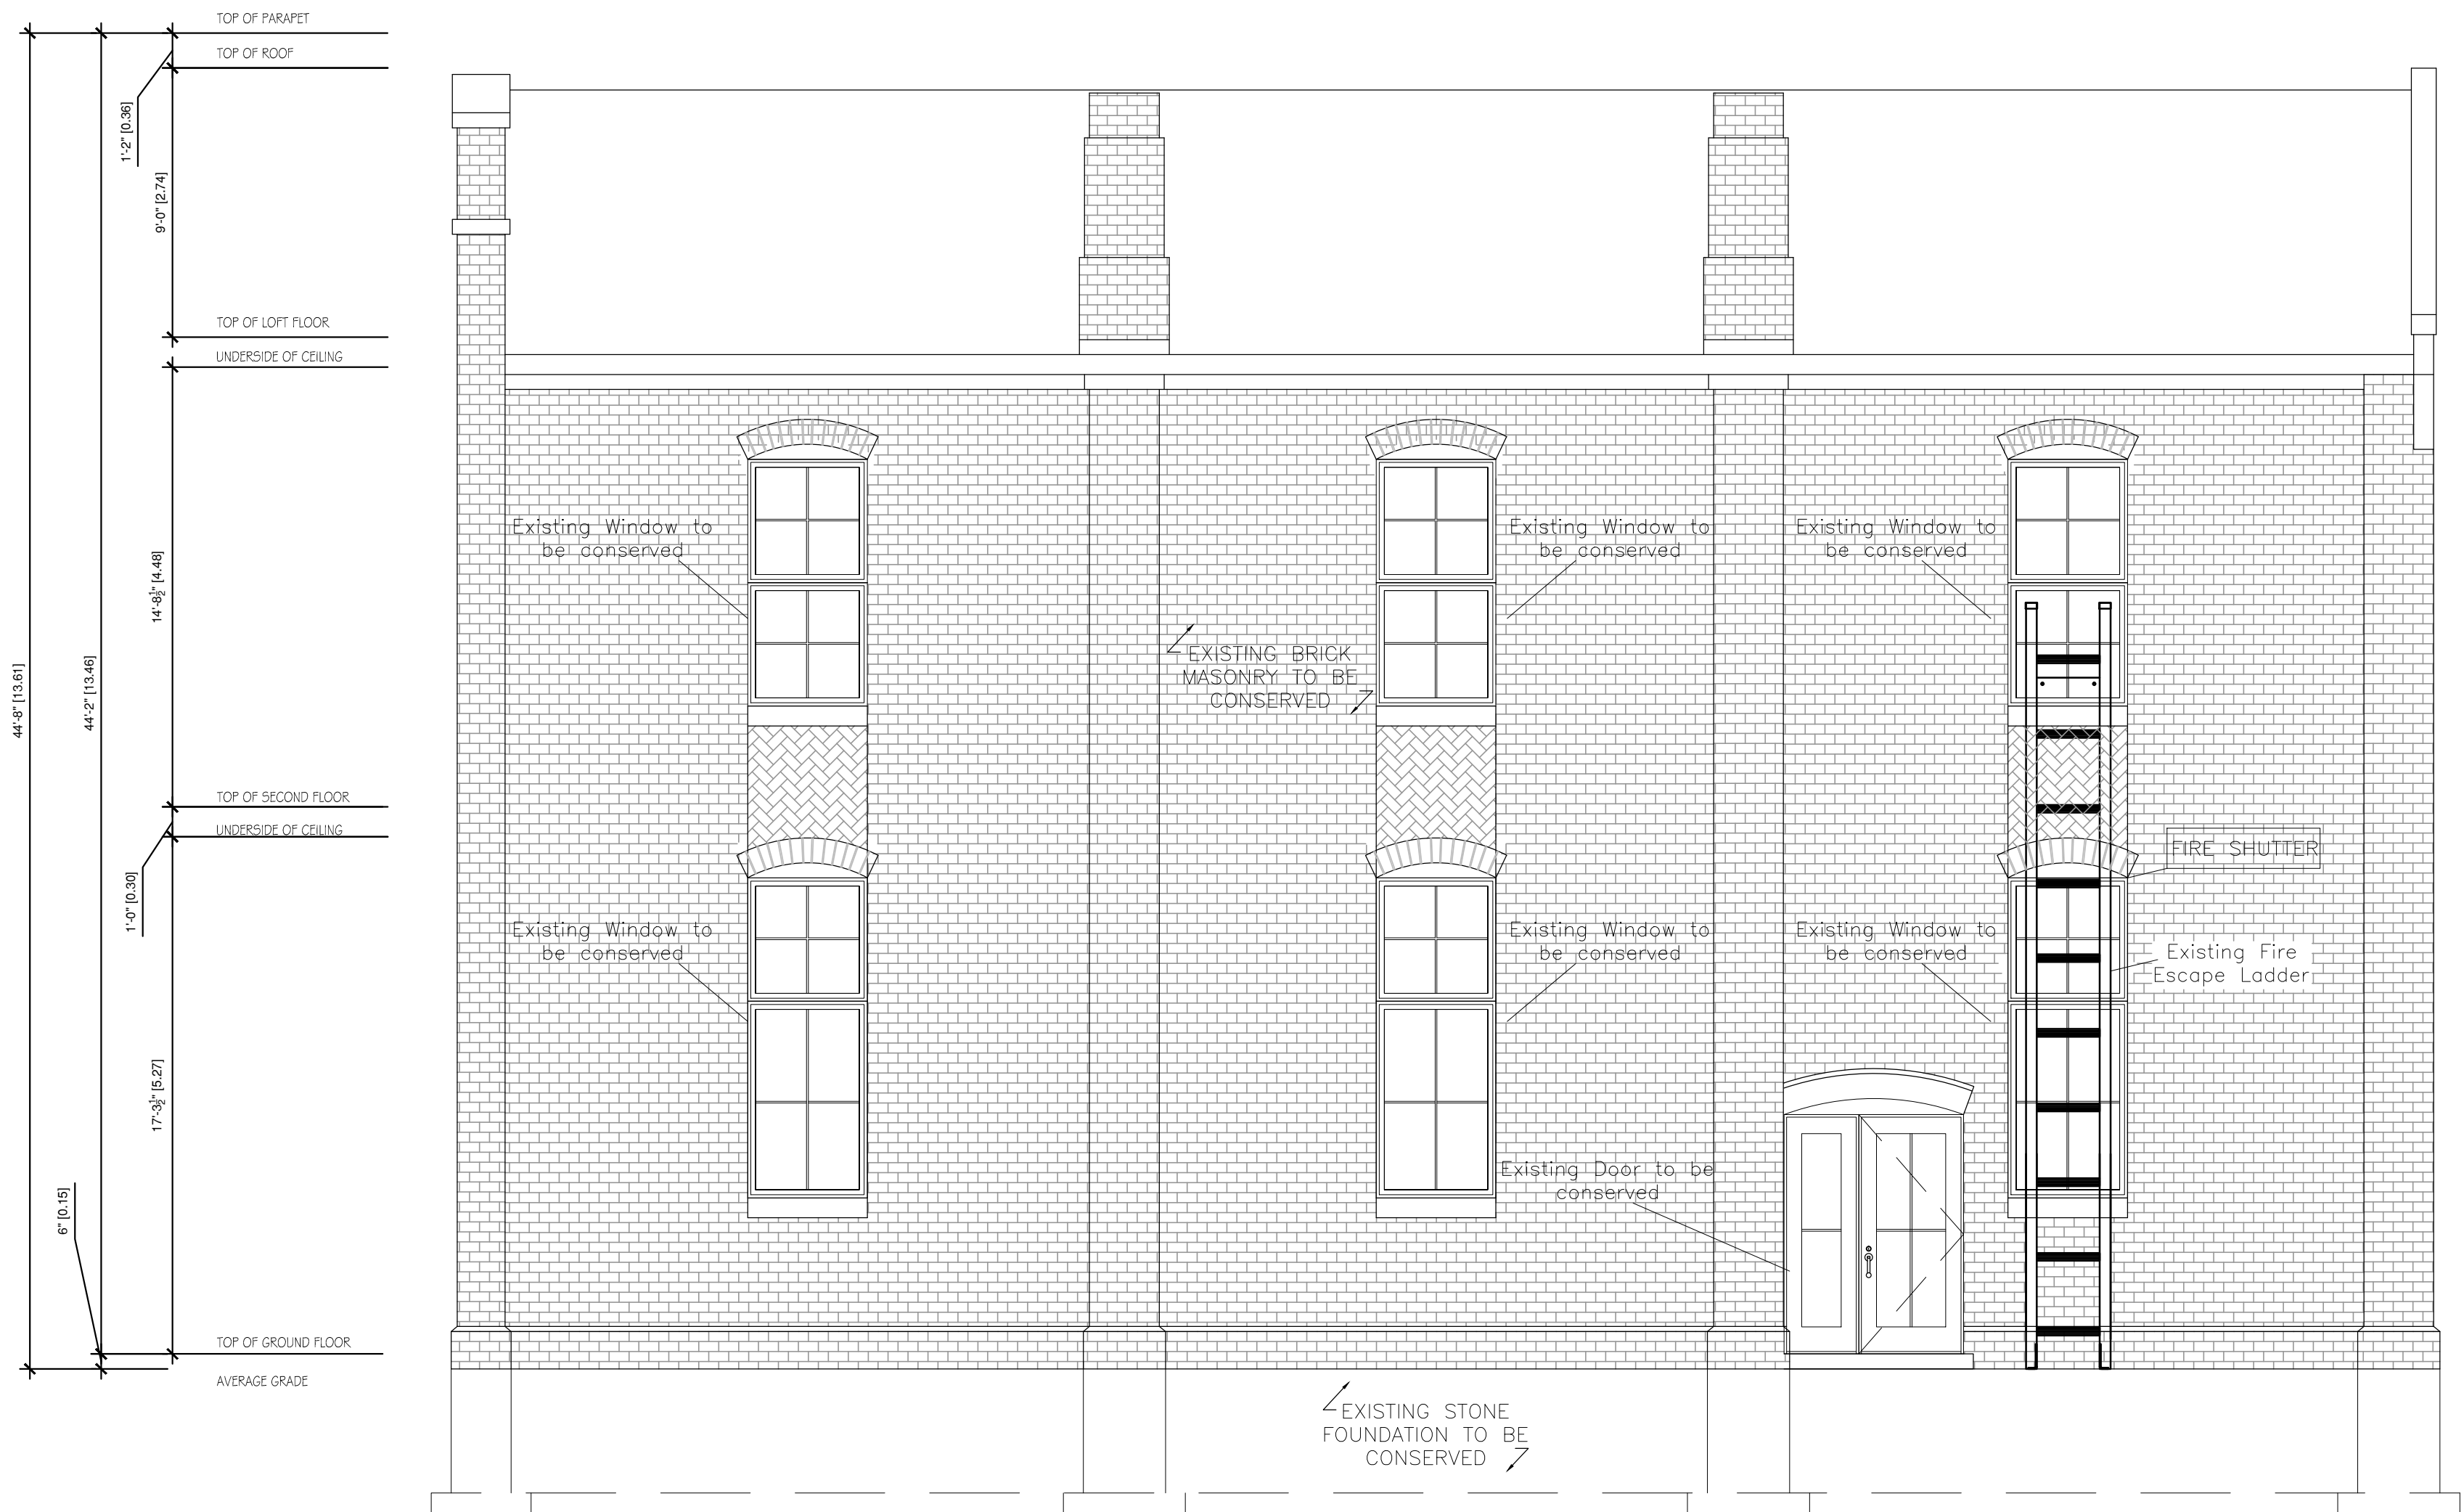 TOP OF PARAPET
TOP OF ROOF
1'-2" [0.36]
9'-0" [2.74]
TOP OF LOFT FLOOR
UNDERSIDE OF CEILING
14'-8½" [4.48]
44'-8" [13.61]
44'-2" [13.46]
TOP OF SECOND FLOOR
UNDERSIDE OF CEILING
1'-0" [0.30]
17'-3½" [5.27]
6" [0.15]
TOP OF GROUND FLOOR
AVERAGE GRADE
Existing Window to
be conserved
Existing Window to
be conserved
Existing Window to
be conserved
EXISTING BRICK
MASONRY TO BE
CONSERVED
FIRE SHUTTER
Existing Window to
be conserved
Existing Window to
be conserved
Existing Window to
be conserved
Existing Fire
Escape Ladder
Existing Door to be
conserved
EXISTING STONE
FOUNDATION TO BE
CONSERVED